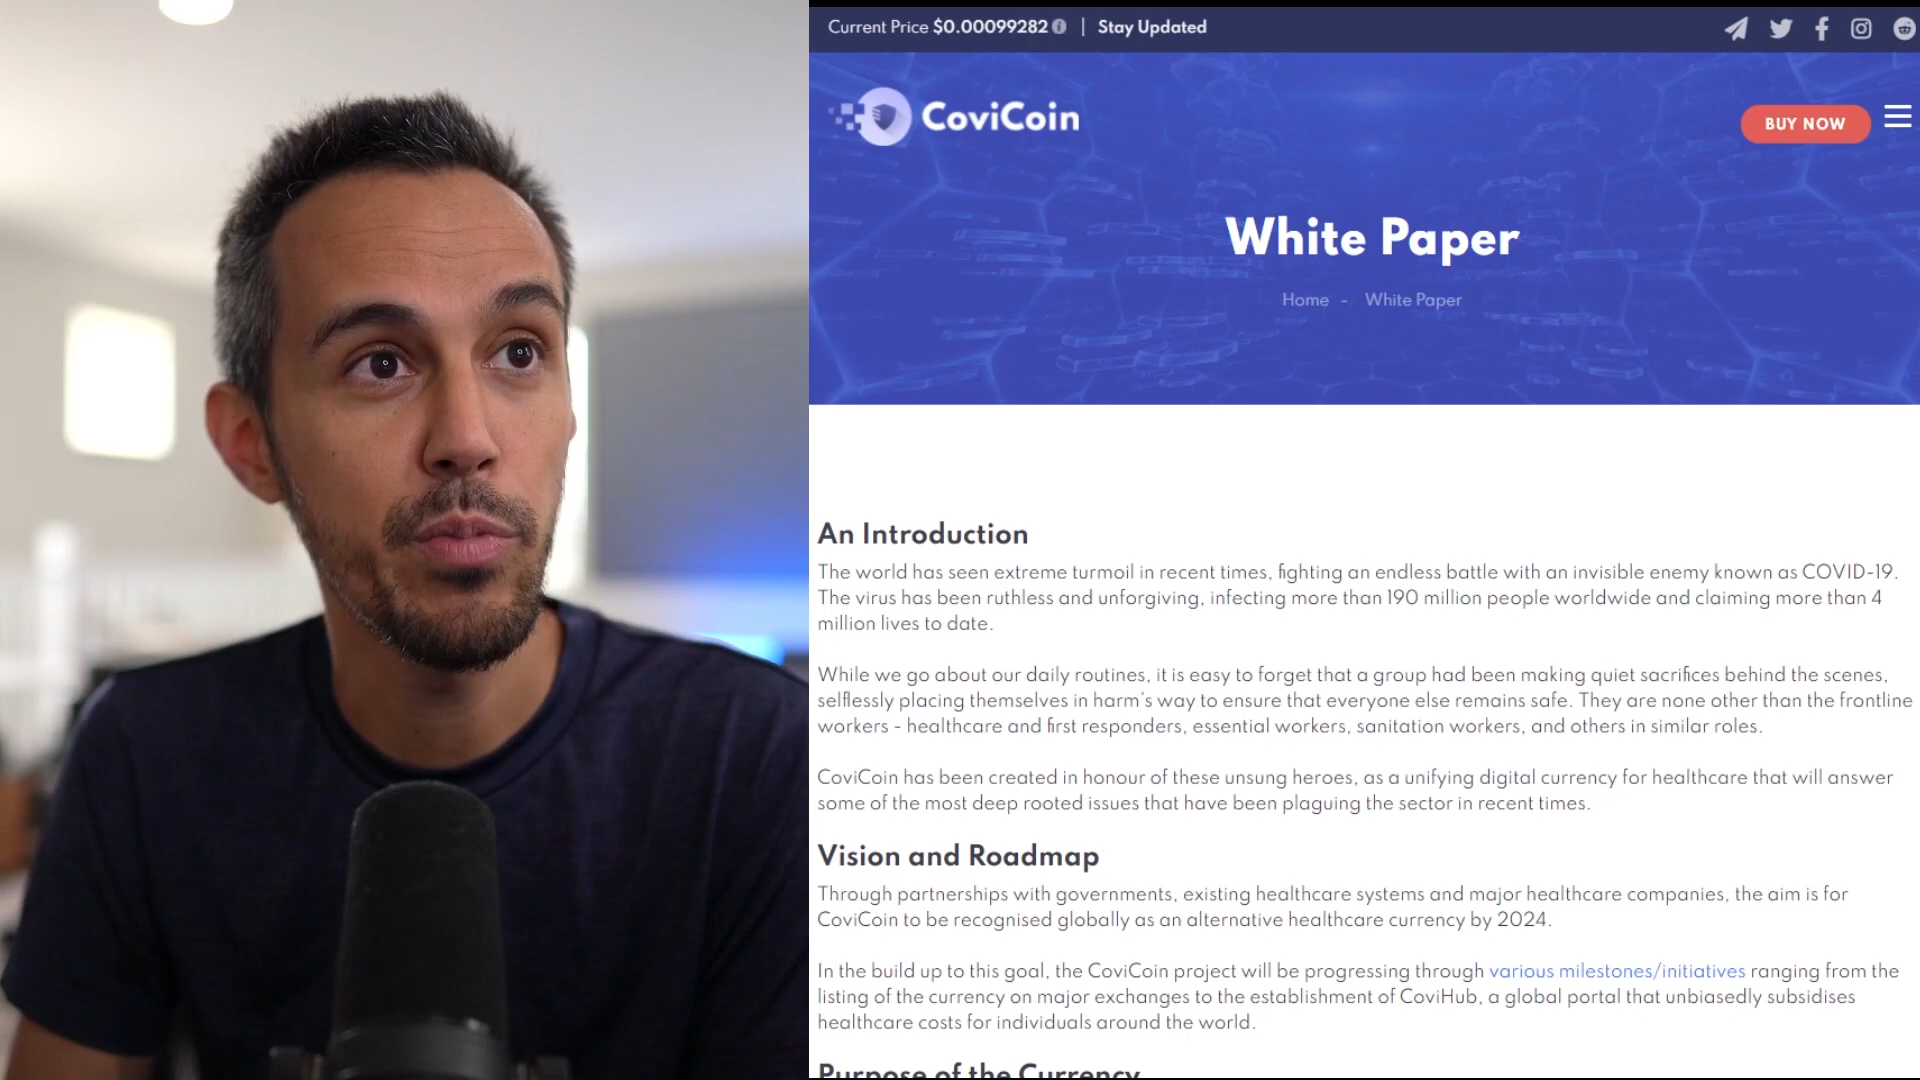 Current Price $0.00099282 | Stay Updated
CoviCoin
BUY NOW
White Paper
Home - White Paper
An Introduction
The world has seen extreme turmoil in recent times, fighting an endless battle with an invisible enemy known as COVID-19.
The virus has been ruthless and unforgiving, infecting more than 190 million people worldwide and claiming more than 4
million lives to date.
While we go about our daily routines, it is easy to forget that a group had been making quiet sacrifices behind the scenes,
selflessly placing themselves in harm's way to ensure that everyone else remains safe. They are none other than the frontline
workers - healthcare and first responders, essential workers, sanitation workers, and others in similar roles.
CoviCoin has been created in honour of these unsung heroes, as a unifying digital currency for healthcare that will answer
some of the most deep rooted issues that have been plaguing the sector in recent times.
Vision and Roadmap
Through partnerships with governments, existing healthcare systems and major healthcare companies, the aim is for
CoviCoin to be recognised globally as an alternative healthcare currency by 2024.
In the build up to this goal, the CoviCoin project will be progressing through various milestones/initiatives ranging from the
listing of the currency on major exchanges to the establishment of CoviHub, a global portal that unbiasedly subsidises
healthcare costs for individuals around the world.
Purpose of the Currency